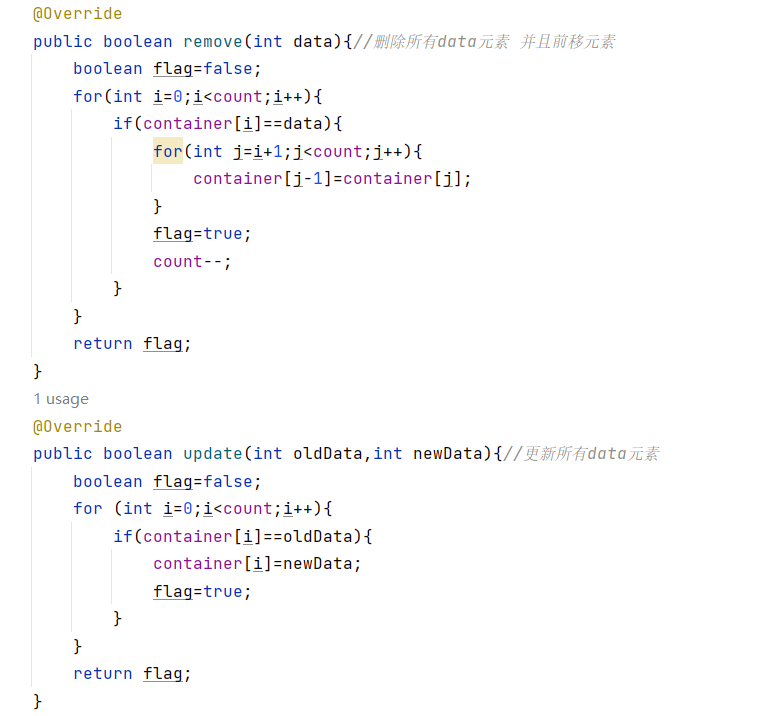 @Override
public boolean remove(int data){//删除所有data元素 并且前移元素
boolean flag=false;
for(int i=0;i<count;i++){
if(container[i]==data){
for(int j=i+1;j<count;j++){
container[j-1]=container[j];
}
flag=true;
count--;
}
}
return flag;
}
1 usage
@Override
public boolean update(int oldData,int newData){//更新所有data元素
boolean flag=false;
for (int i=0;i<count;i++){
if(container[i]==oldData){
container[i]=newData;
flag=true;
}
}
return flag;
}